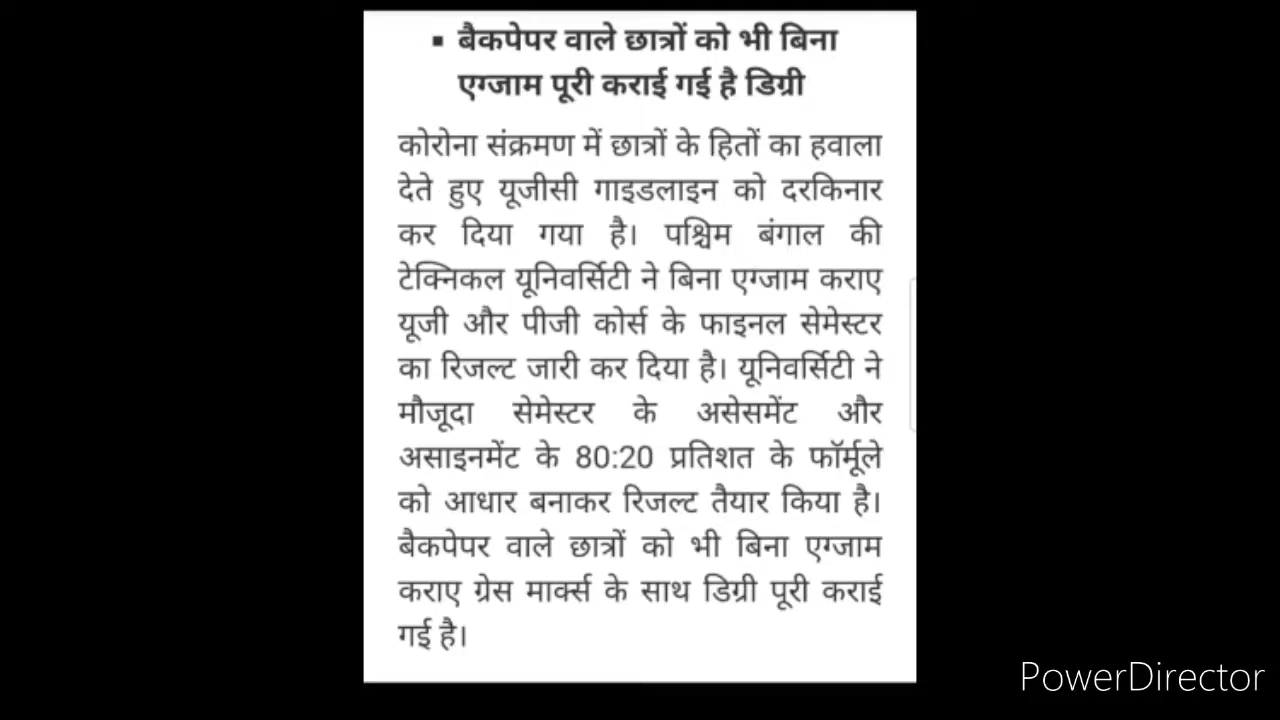 ▪ बैकपेपर वाले छात्रों को भी बिना
एग्जाम पूरी कराई गई है डिग्री
कोरोना संक्रमण में छात्रों के हितों का हवाला
देते हुए यूजीसी गाइडलाइन को दरकिनार
कर दिया गया है। पश्चिम बंगाल की
टेक्निकल यूनिवर्सिटी ने बिना एग्जाम कराए
यूजी और पीजी कोर्स के फाइनल सेमेस्टर
का रिजल्ट जारी कर दिया है। यूनिवर्सिटी ने
मौजूदा सेमेस्टर के असेसमेंट और
असाइनमेंट के 80:20 प्रतिशत के फॉर्मूले
को आधार बनाकर रिजल्ट तैयार किया है।
बैकपेपर वाले छात्रों को भी बिना एग्जाम
कराए ग्रेस मार्क्स के साथ डिग्री पूरी कराई
गई है।
PowerDirector